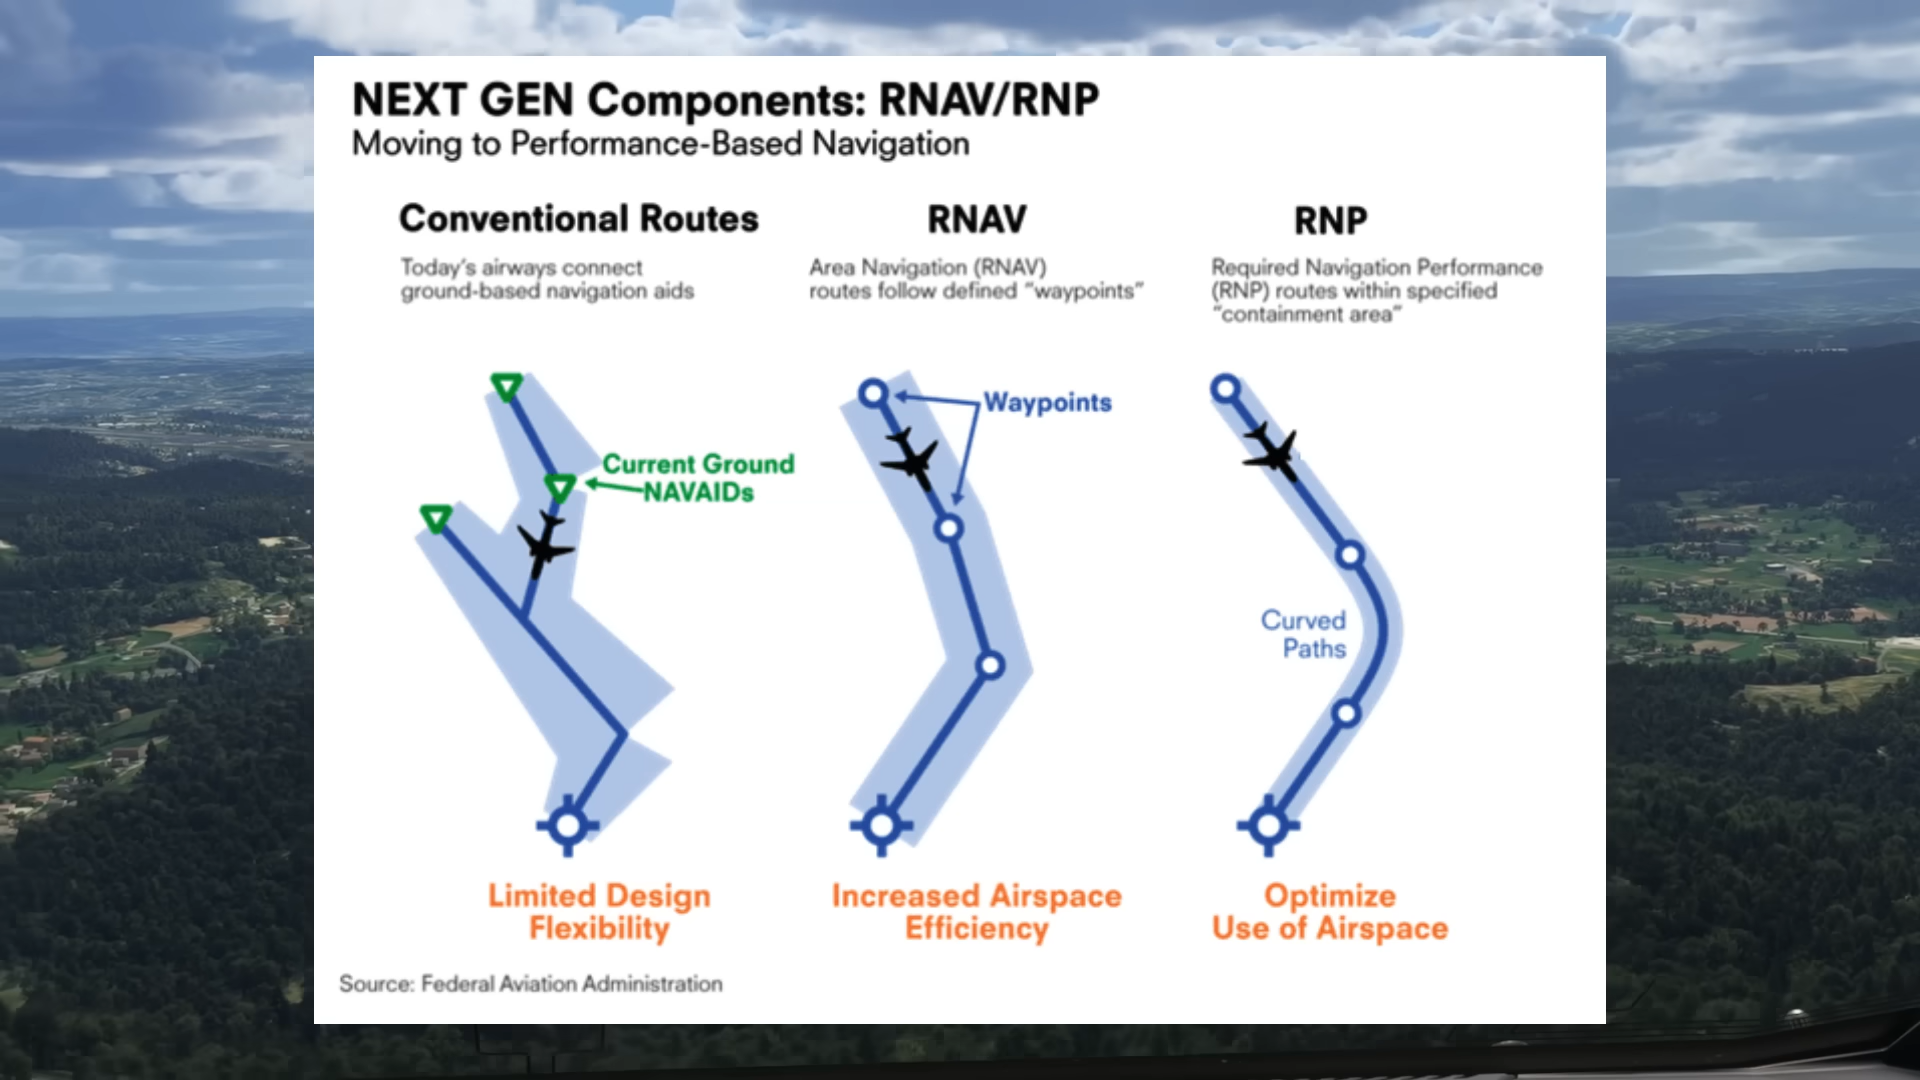 NEXT GEN Components: RNAV/RNP
Moving to Performance-Based Navigation
Conventional Routes
Today's airways connect
ground-based navigation aids
Current Ground
NAVAIDs
Limited Design
Flexibility
RNAV
Area Navigation (RNAV)
routes follow defined "waypoints"
Waypoints
Increased Airspace
Efficiency
RNP
Required Navigation Performance
(RNP) routes within specified
"containment area"
Curved
Paths
Optimize
Use of Airspace
Source: Federal Aviation Administration